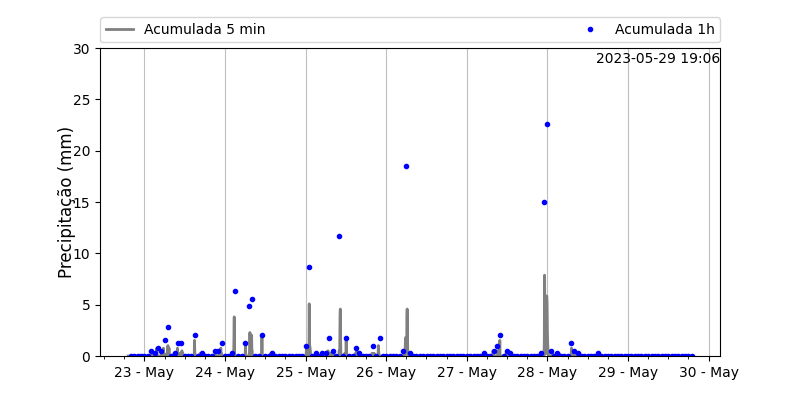 Acumulada 5 min
Acumulada 1h
2023-05-29 19:06
Precipitação (mm)
30
25
20
15
10
5
0
23 - May
24 - May
25 - May
26 - May
27 - May
28 - May
29 - May
30 - May